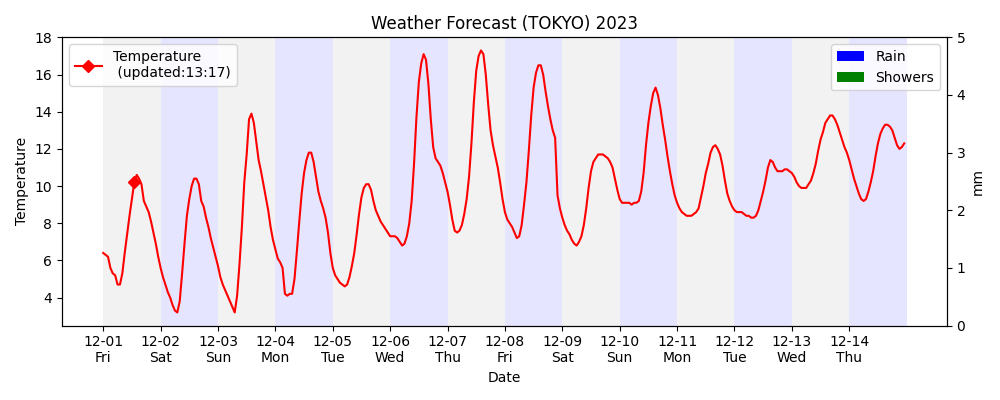 Weather Forecast (TOKYO) 2023
Temperature
(updated:13:17)
Rain
Showers
18
16
14
12
10
8
6
4
Temperature
5
4
3
2
1
0
mm
12-01 12-02 12-03 12-04 12-05 12-06 12-07 12-08 12-09 12-10 12-11 12-12 12-13 12-14
Fri Sat Sun Mon Tue Wed Thu Fri Sat Sun Mon Tue Wed Thu
Date